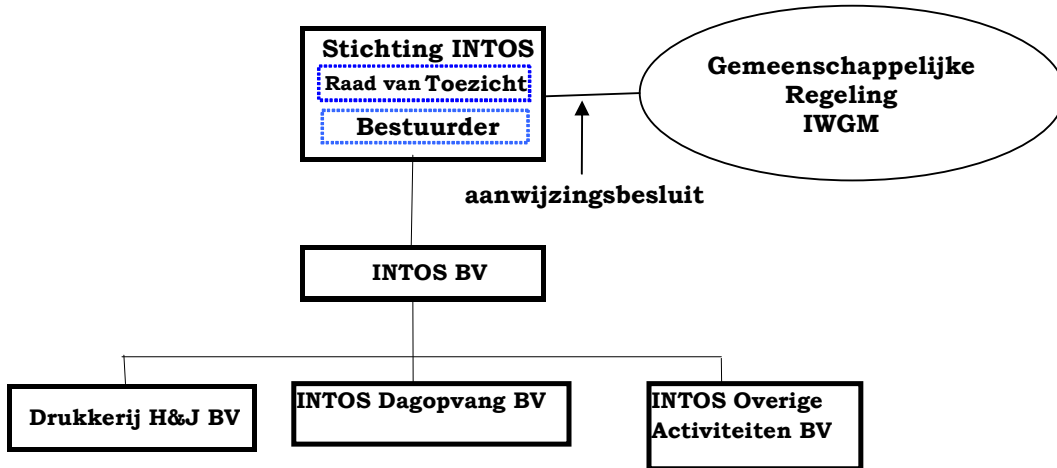 Stichting INTOS
Raad van Toezicht
Bestuurder
Gemeenschappelijke
Regeling
IWGM
aanwijzingsbesluit
INTOS BV
Drukkerij H&J BV
INTOS Dagopvang BV
INTOS Overige
Activiteiten BV